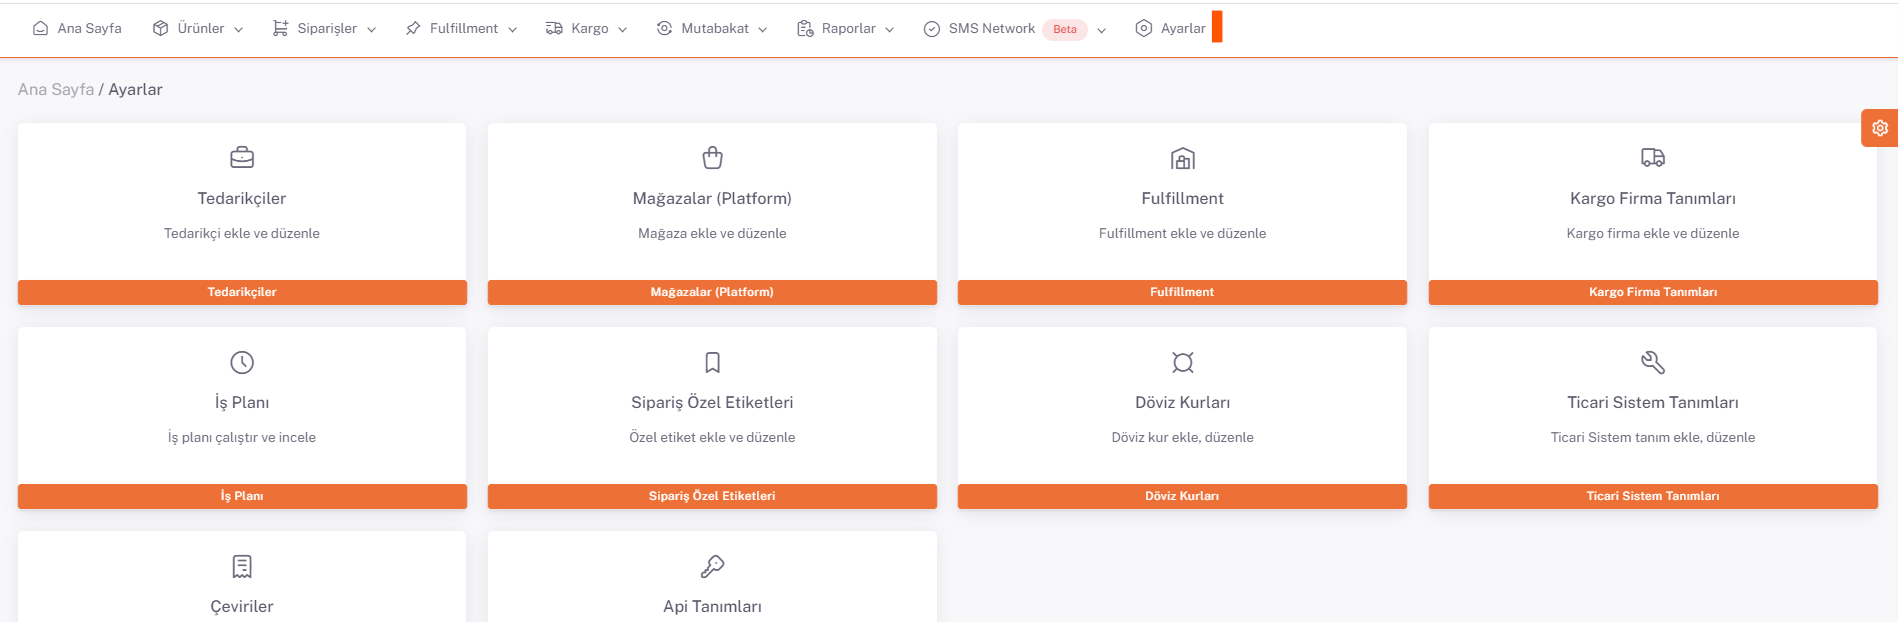 Ana Sayfa Ürünler Siparişler Fulfillment Kargo Mutabakat Raporlar SMS Network Beta Ayarlar
Ana Sayfa / Ayarlar
Tedarikçiler
Tedarikçi ekle ve düzenle
Tedarikçiler
Mağazalar (Platform)
Mağaza ekle ve düzenle
Mağazalar (Platform)
Fulfillment
Fulfillment ekle ve düzenle
Fulfillment
Kargo Firma Tanımları
Kargo firma ekle ve düzenle
Kargo Firma Tanımları
İş Planı
İş planı çalıştır ve incele
İş Planı
Sipariş Özel Etiketleri
Özel etiket ekle ve düzenle
Sipariş Özel Etiketleri
Döviz Kurları
Döviz kur ekle, düzenle
Döviz Kurları
Ticari Sistem Tanımları
Ticari Sistem tanım ekle, düzenle
Ticari Sistem Tanımları
Çeviriler
Api Tanımları